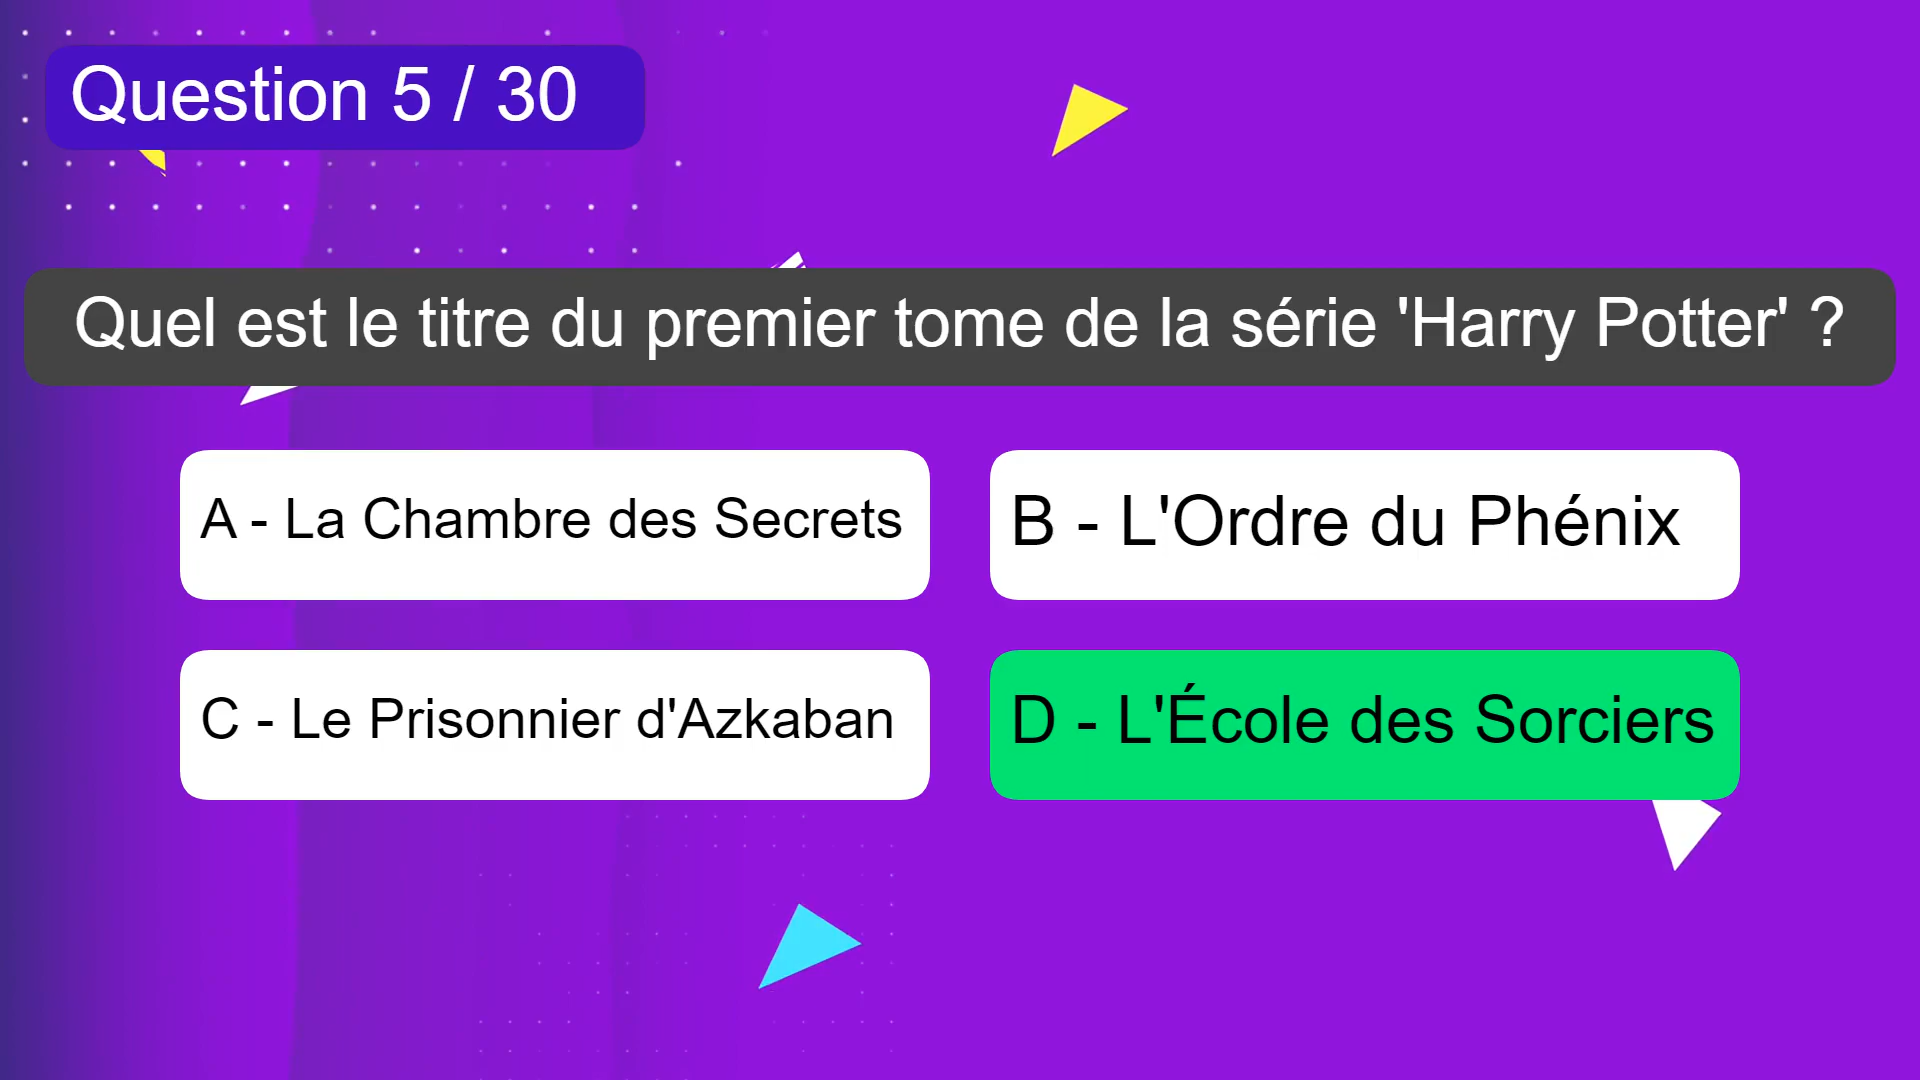 Question 5 / 30
Quel est le titre du premier tome de la série 'Harry Potter' ?
A - La Chambre des Secrets
B - L'Ordre du Phénix
C - Le Prisonnier d'Azkaban
D - L'École des Sorciers